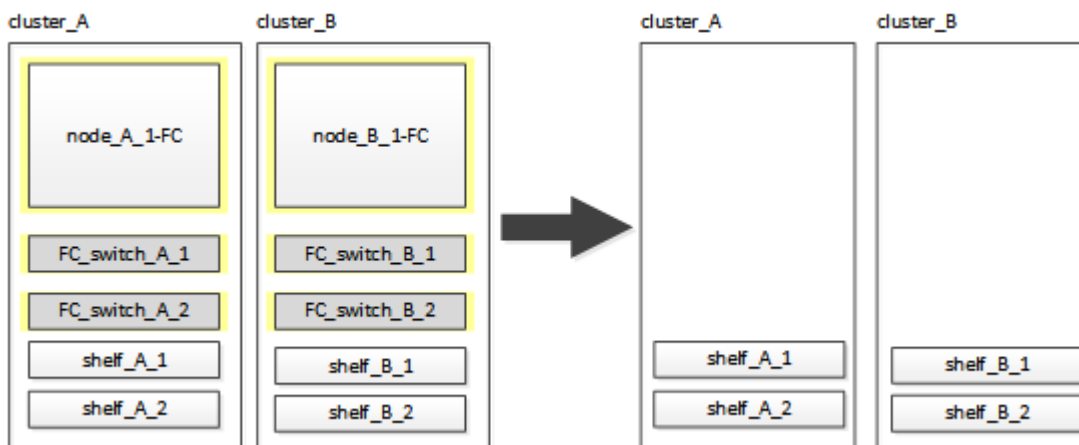 cluster_A
cluster_B
node_A_1-FC
node_B_1-FC
FC_switch_A_1
FC_switch_B_1
FC_switch_A_2
FC_switch_B_2
shelf_A_1
shelf_B_1
shelf_A_2
shelf_B_2
cluster_A
cluster_B
shelf_A_1
shelf_B_1
shelf_A_2
shelf_B_2